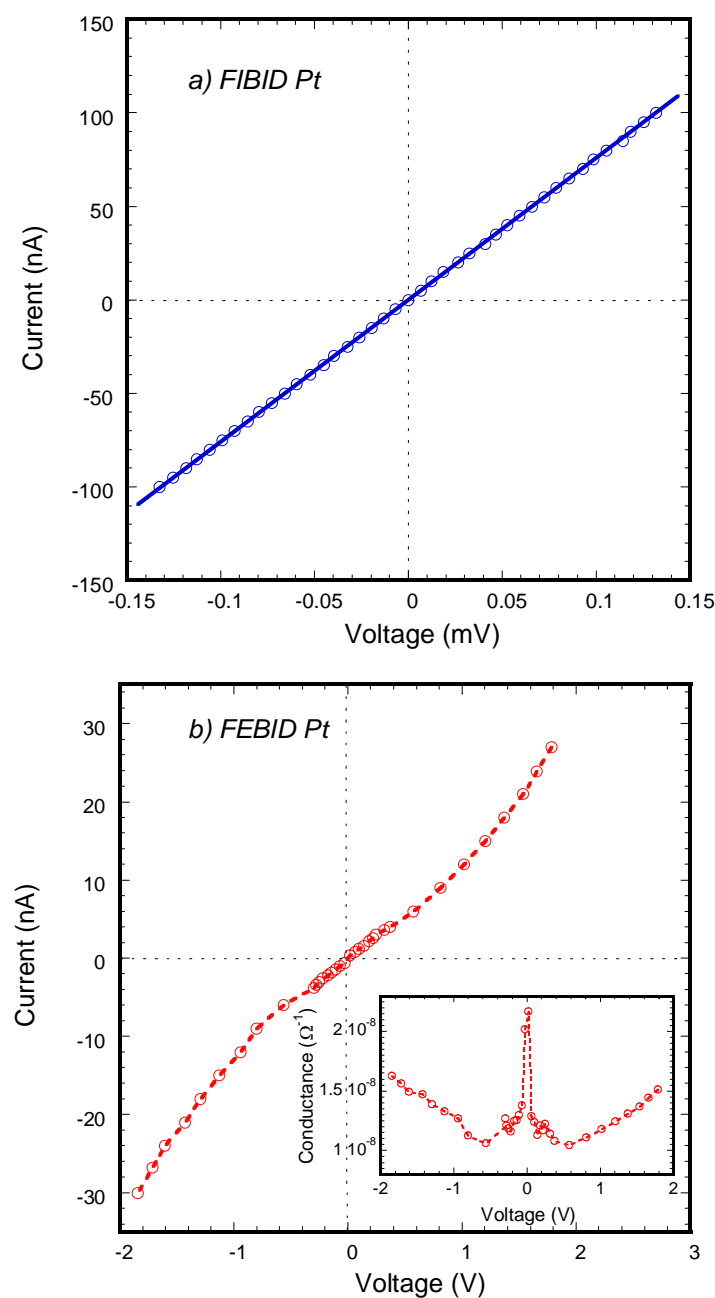 a) FIBID Pt
150
100
50
0
-50
-100
-150
Current (nA)
-0.15 -0.1 -0.05 0 0.05 0.1 0.15
Voltage (mV)
b) FEBID Pt
30
20
10
0
-10
-20
-30
Current (nA)
-2 -1 0 1 2 3
Voltage (V)
2 10⁻⁸
1.5 10⁻⁸
1 10⁻⁸
Conductance (Ω⁻¹)
-2 -1 0 1 2
Voltage (V)